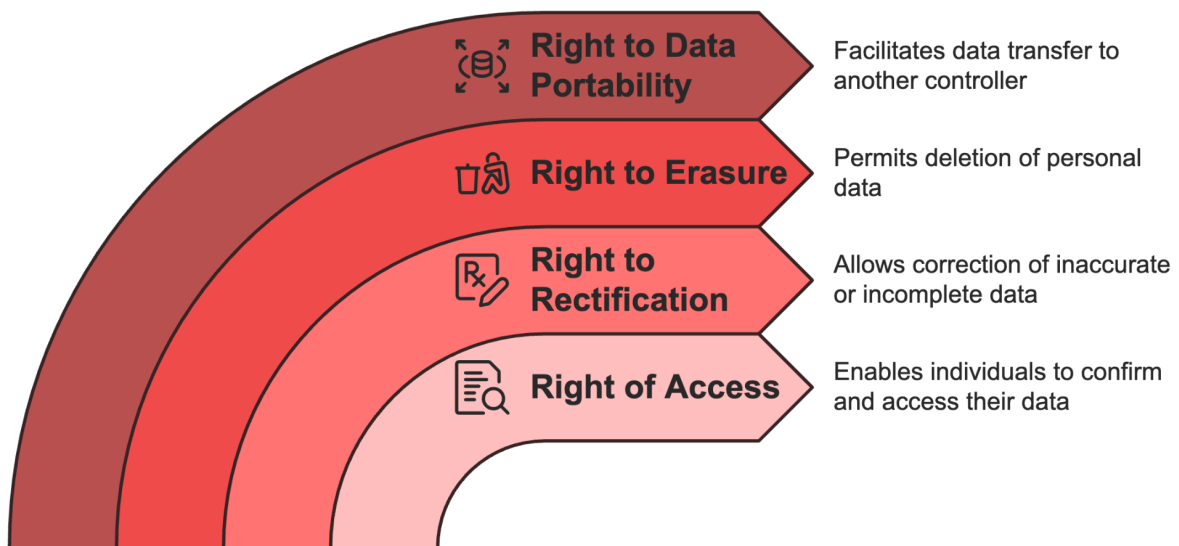 Right to Data
Portability
Facilitates data transfer to
another controller
Right to Erasure
Permits deletion of personal
data
Rx
Right to
Rectification
Allows correction of inaccurate
or incomplete data
Right of Access
Enables individuals to confirm
and access their data